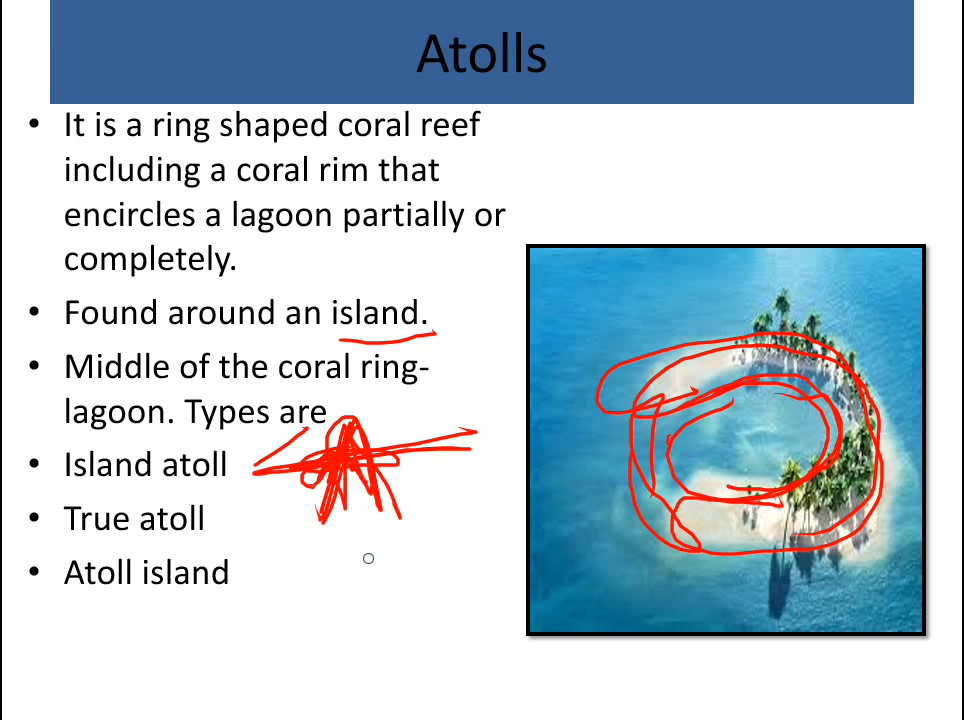 Atolls
• It is a ring shaped coral reef
including a coral rim that
encircles a lagoon partially or
completely.
• Found around an island.
• Middle of the coral ring-
lagoon. Types are
• Island atoll
• True atoll
• Atoll island